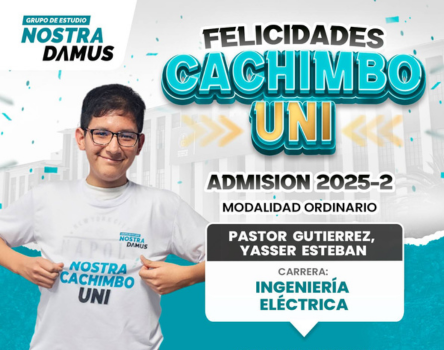 GRUPO DE ESTUDIO
NOSTRA
DAMUS
FELICIDADES
CACHIMBO
UNI
ADMISION 2025-2
MODALIDAD ORDINARIO
PASTOR GUTIERREZ,
YASSER ESTEBAN
CARRERA:
INGENIERÍA
ELÉCTRICA
NOSTRA
DAMUS
NOSTRA
CACHIMBO
UNI